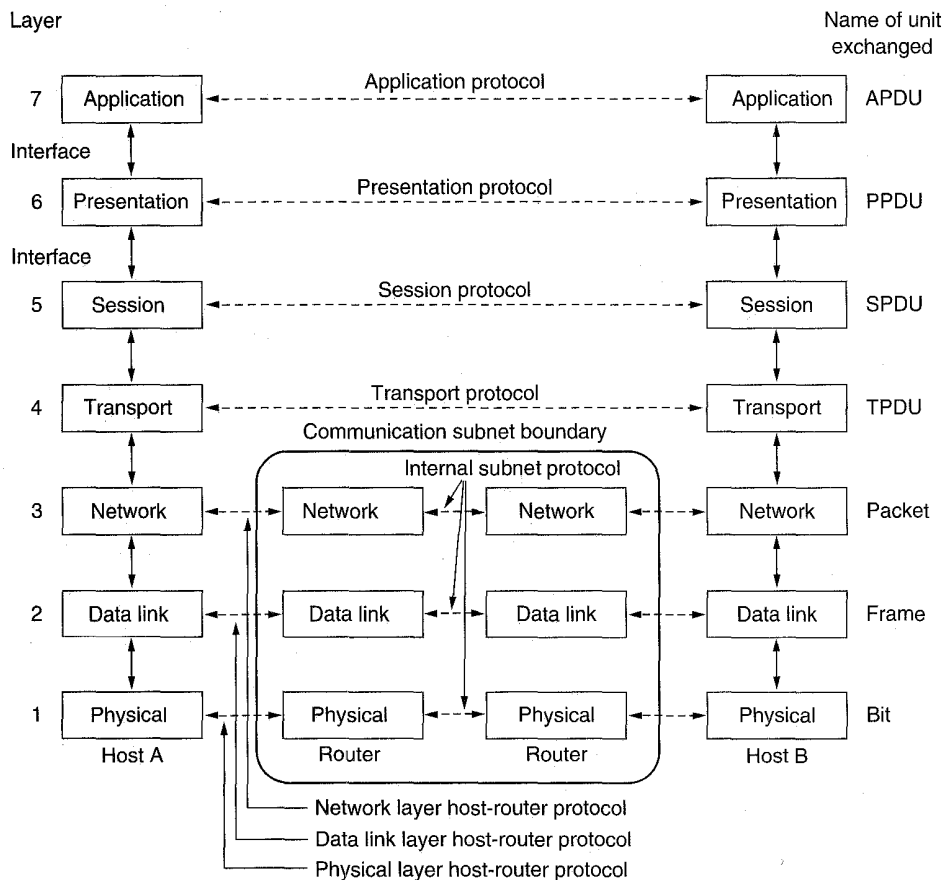 Layer
Name of unit
exchanged
7 Application Application protocol Application APDU
Interface
6 Presentation Presentation protocol Presentation PPDU
Interface
5 Session Session protocol Session SPDU
4 Transport Transport protocol Transport TPDU
Communication subnet boundary
Internal subnet protocol
3 Network Network Network Network Packet
2 Data link Data link Data link Data link Frame
1 Physical Physical Physical Physical Bit
Host A Router Router Host B
Network layer host-router protocol
Data link layer host-router protocol
Physical layer host-router protocol